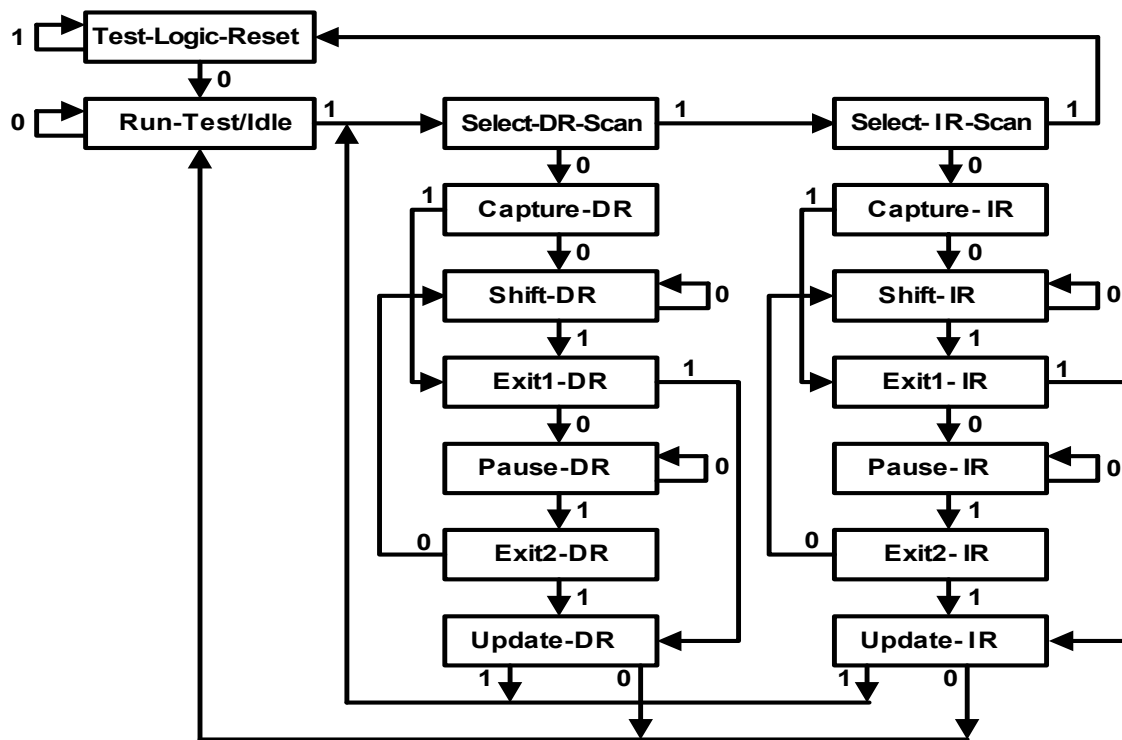 Test-Logic-Reset
1
0
Run-Test/Idle
0
1
Select-DR-Scan
1
Select-IR-Scan
1
0
0
1
Capture-DR
1
Capture-IR
0
0
Shift-DR
0
Shift-IR
0
1
1
Exit1-DR
1
Exit1-IR
1
0
0
Pause-DR
0
Pause-IR
0
1
1
0
Exit2-DR
0
Exit2-IR
1
1
Update-DR
Update-IR
1
0
1
0